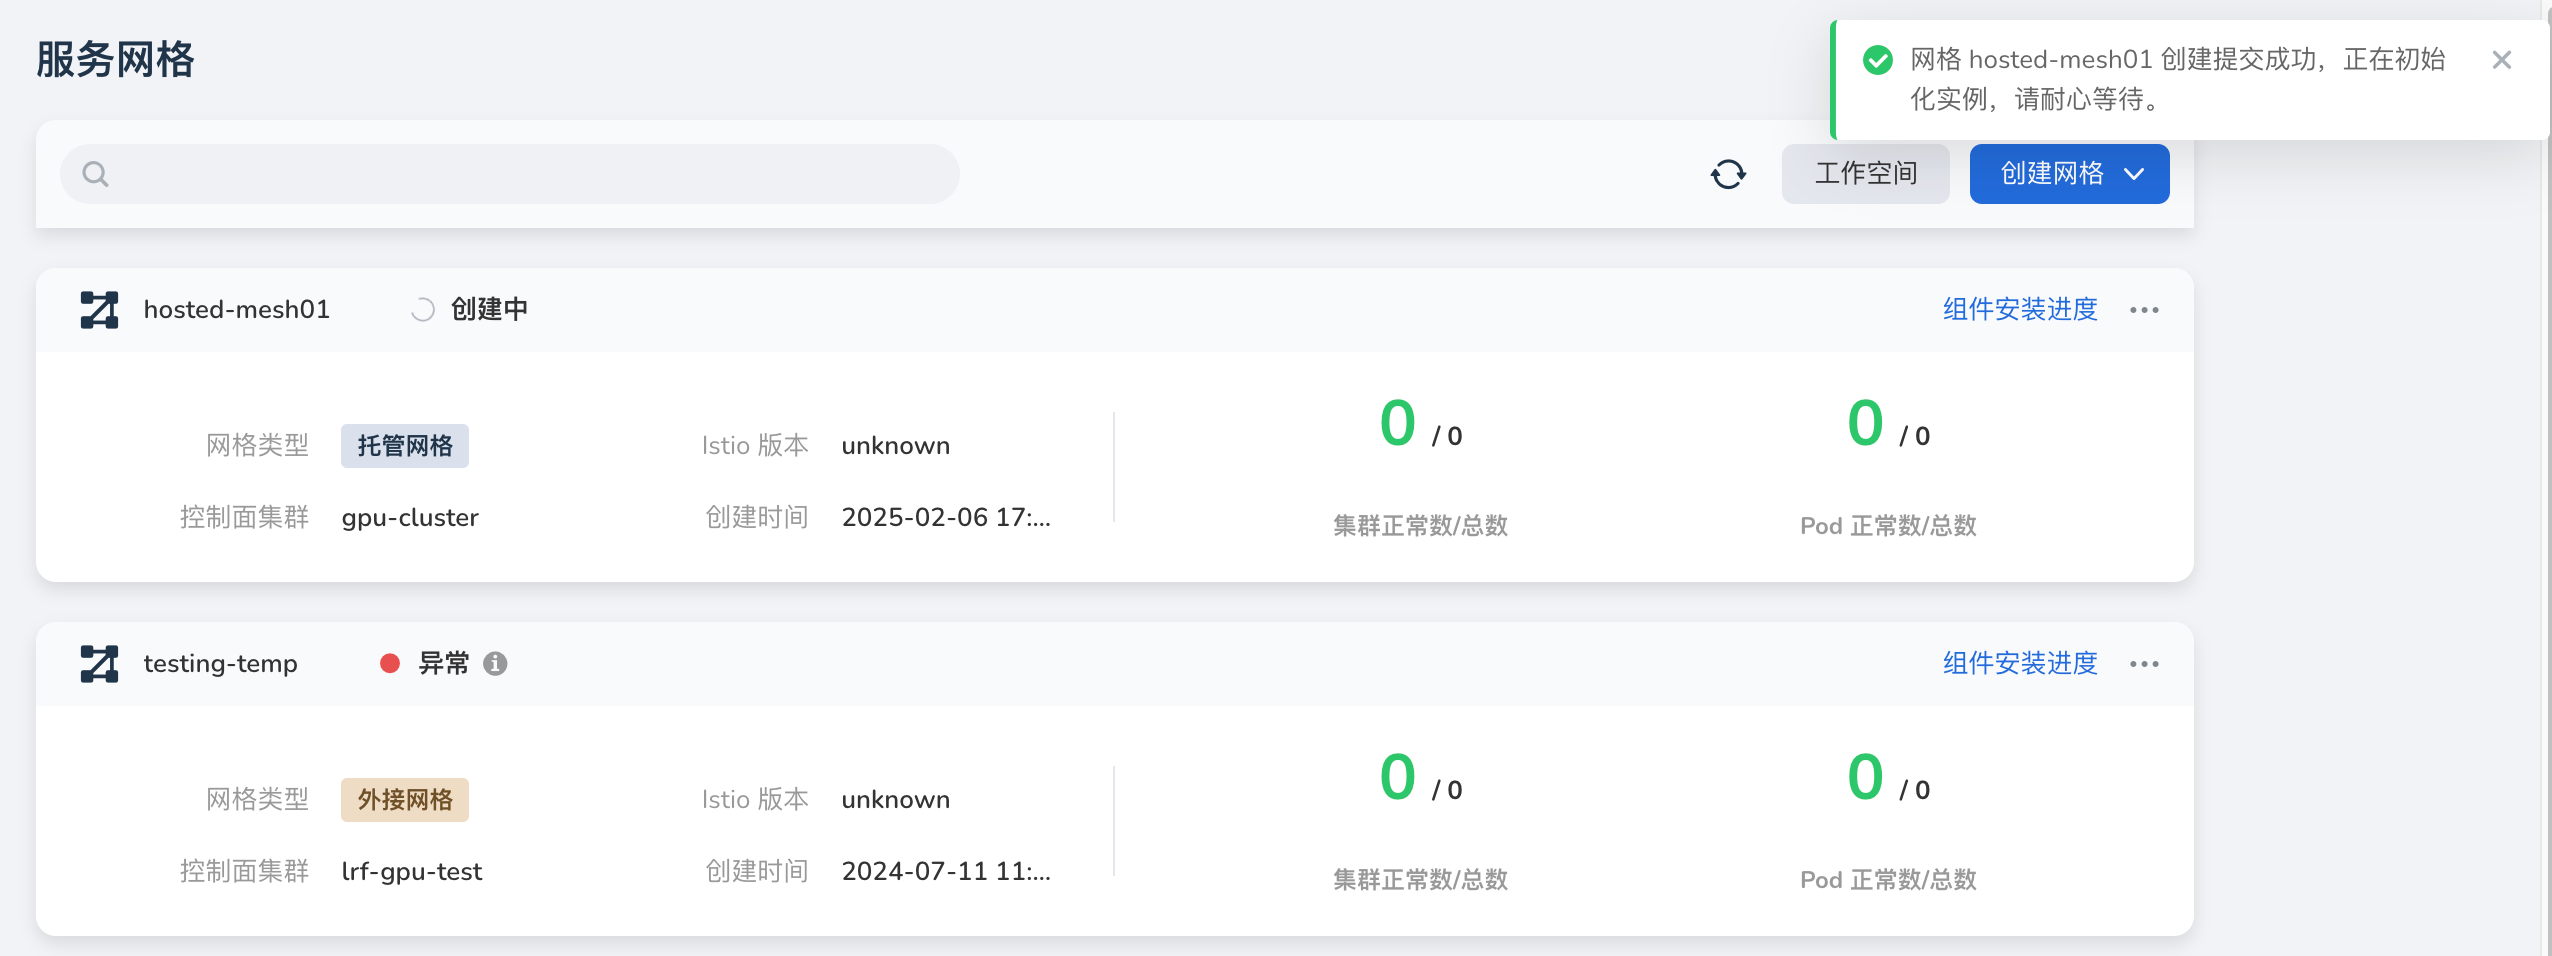 服务网格
网格 hosted-mesh01 创建提交成功，正在初始
化实例，请耐心等待。
工作空间
创建网格
hosted-mesh01
创建中
组件安装进度
网格类型
托管网格
Istio 版本
unknown
控制面集群
gpu-cluster
创建时间
2025-02-06 17:...
0 / 0
集群正常数/总数
0 / 0
Pod 正常数/总数
testing-temp
异常
组件安装进度
网格类型
外接网格
Istio 版本
unknown
控制面集群
lrf-gpu-test
创建时间
2024-07-11 11:...
0 / 0
集群正常数/总数
0 / 0
Pod 正常数/总数